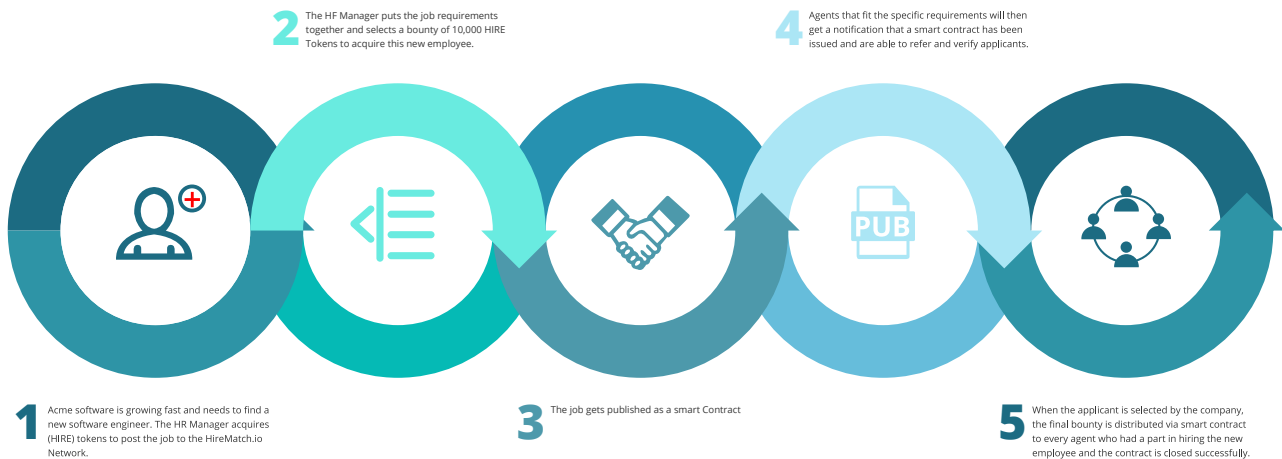 1
Acme software is growing fast and needs to find a
new software engineer. The HR Manager acquires
(HIRE) tokens to post the job to the HireMatch.io
Network.
2
The HF Manager puts the job requirements
together and selects a bounty of 10,000 HIRE
Tokens to acquire this new employee.
3
The job gets published as a smart Contract
4
Agents that fit the specific requirements will then
get a notification that a smart contract has been
issued and are able to refer and verify applicants.
PUB
5
When the applicant is selected by the company,
the final bounty is distributed via smart contract
to every agent who had a part in hiring the new
employee and the contract is closed successfully.